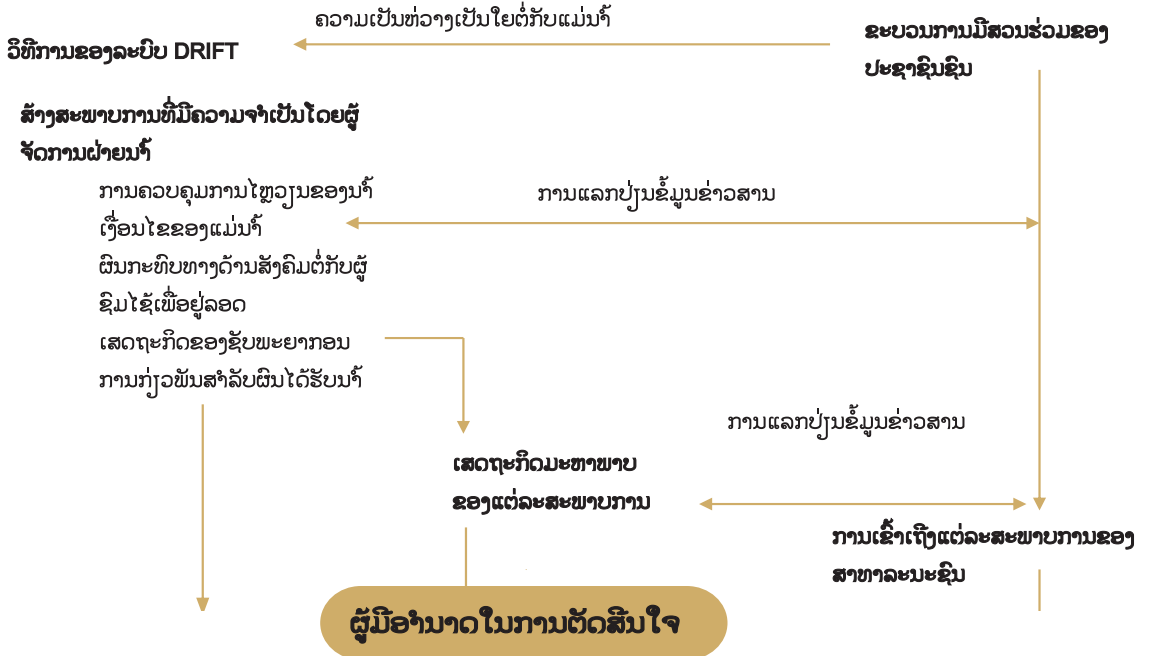 ຄວາມເປັນຫ່ວາງເປັນໃຍຕໍ່ກັບແມ່ນ້ຳ
ວິທີການຂອງລະບົບ DRIFT
ຂະບວນການມີສວນຮ່ວມຂອງ
ປະຊາຊົນຊົນ
ສ້າງສະພາບການທີ່ມີຄວາມຈຳເປັນໂດຍຜູ້
ຈັດການຝ່າຍນ້ຳ
ການຄວບຄຸມການໄຫຼວຽນຂອງນ້ຳ
ການແລກປ່ຽນຂໍ້ມູນຂ່າວສານ
ເງື່ອນໄຂຂອງແມ່ນ້ຳ
ຜົນກະທົບທາງດ້ານສັງຄົມຕໍ່ກັບຜູ້
ຊົມໄຊ້ເພື່ອຢູ່ລອດ
ເສດຖະກິດຂອງຊັບພະຍາກອນ
ການກ່ຽວພັນສຳລັບຜົນໄດ້ຮັບນ້ຳ
ການແລກປ່ຽນຂໍ້ມູນຂ່າວສານ
ເສດຖະກິດມະຫາພາບ
ຂອງແຕ່ລະສະພາບການ
ການເຂົ້າເຖີງແຕ່ລະສະພາບການຂອງ
ສາທາລະນະຊົນ
ຜູ້ມີອຳນາດໃນການຕັດສີນໃຈ